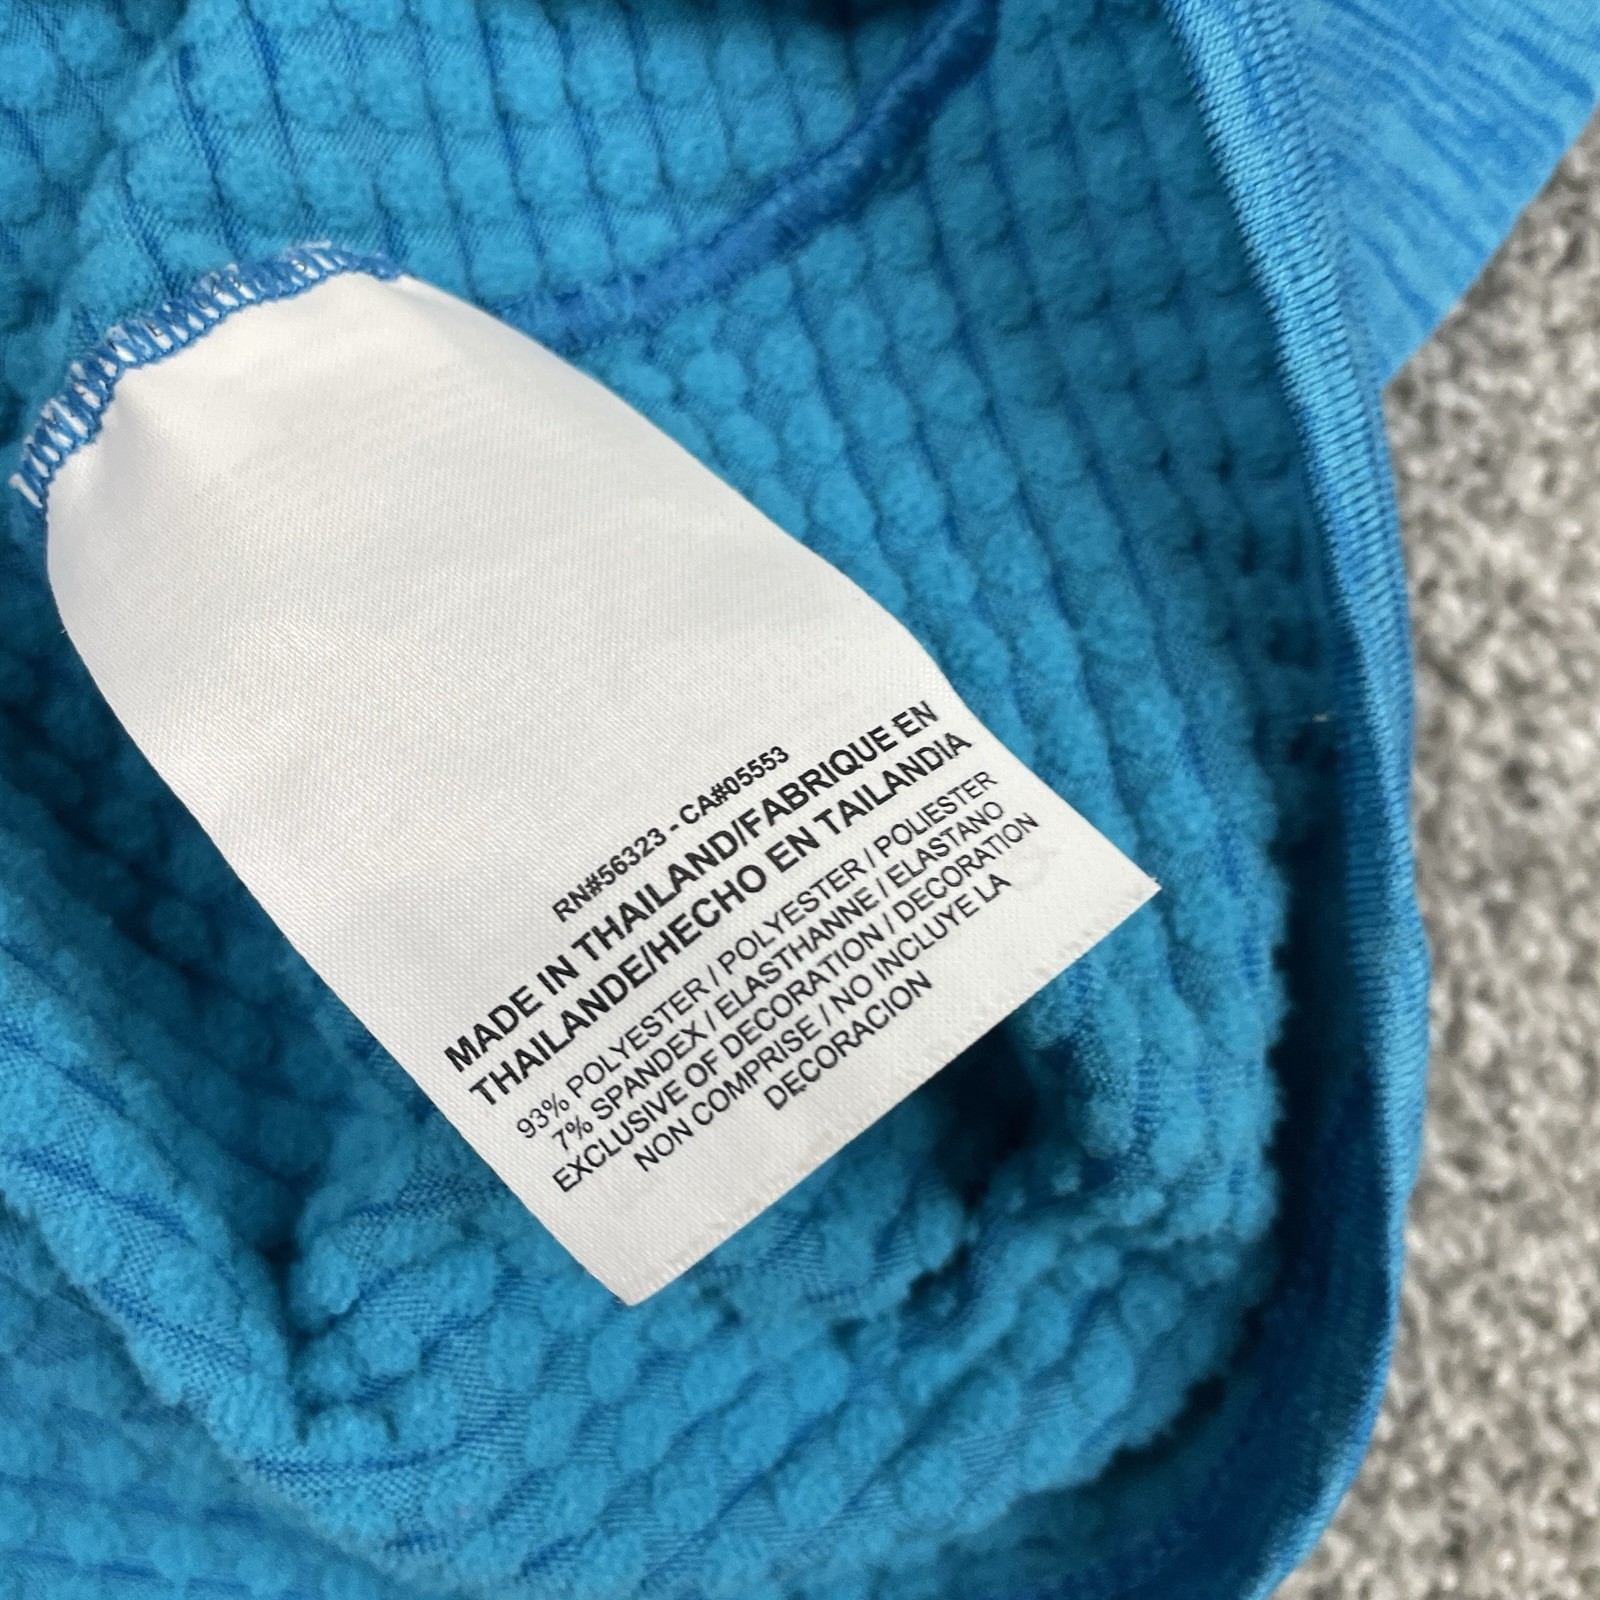 RN#56323 - CA#05553
MADE IN THAILAND/FABRIQUE EN
THAILANDE/HECHO EN TAILANDIA
93% POLYESTER / POLYESTER / POLIESTER
7% SPANDEX / ELASTHANNE / ELASTANO
EXCLUSIVE OF DECORATION / DECORATION
NON COMPRISE / NO INCLUYE LA
DECORACION